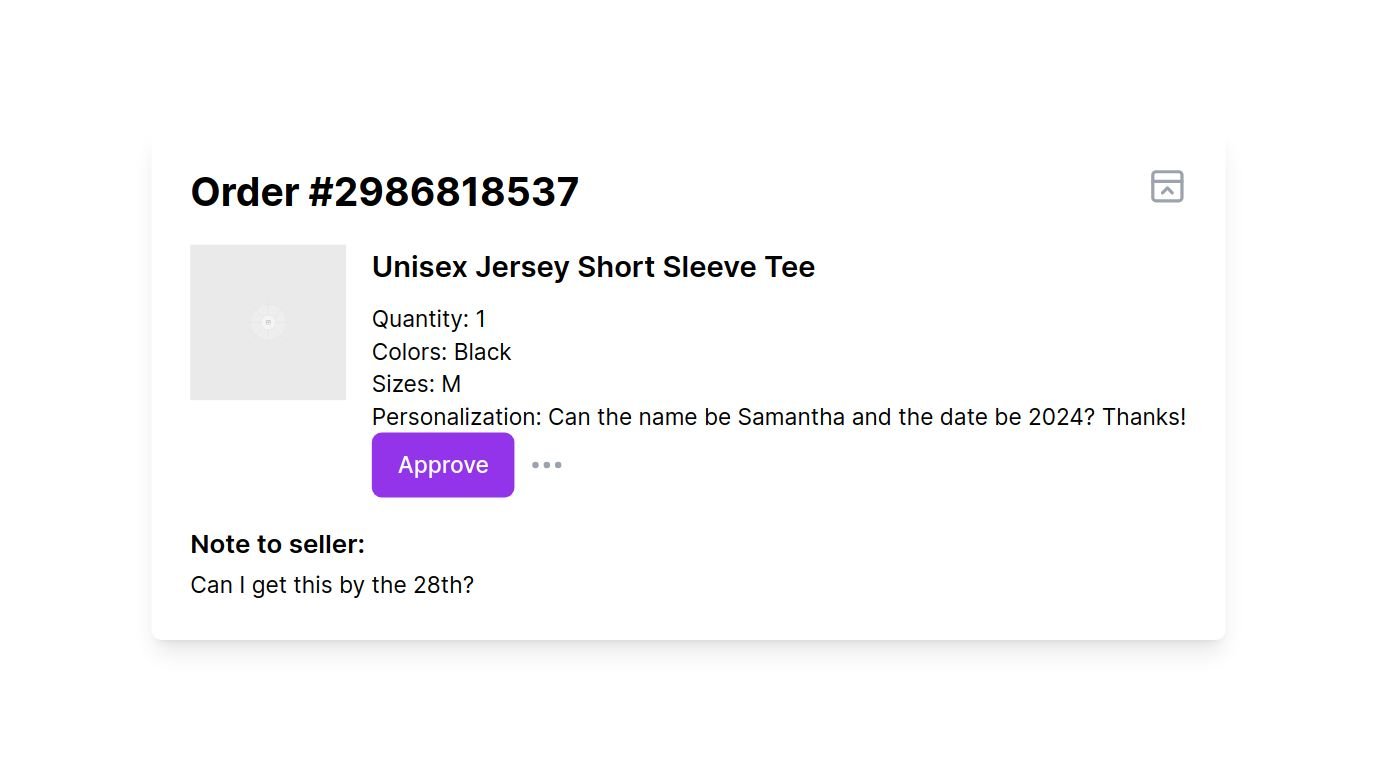 Order #2986818537
Unisex Jersey Short Sleeve Tee
Quantity: 1
Colors: Black
Sizes: M
Personalization: Can the name be Samantha and the date be 2024? Thanks!
Approve
Note to seller:
Can I get this by the 28th?